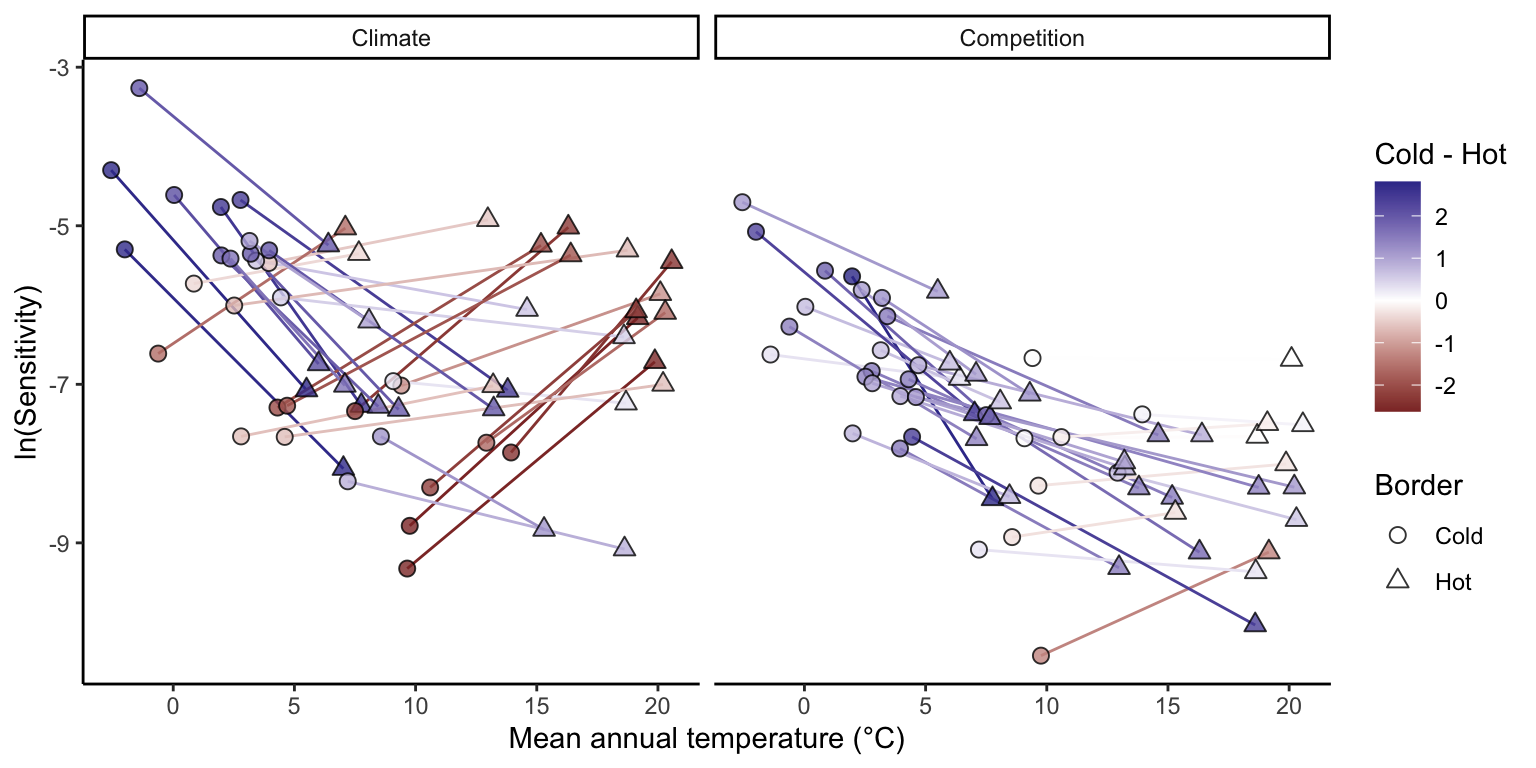 Climate
Competition
-3
-5
-7
-9
ln(Sensitivity)
0 5 10 15 20
0 5 10 15 20
Mean annual temperature (°C)
Cold - Hot
2
1
0
-1
-2
Border
Cold
Hot